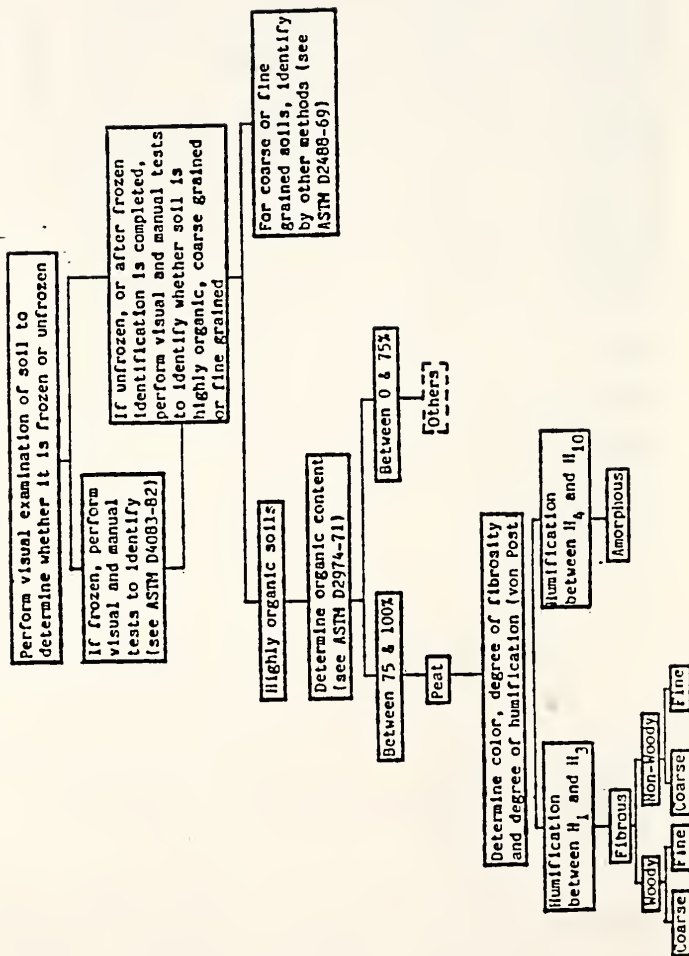 Perform visual examination of soil to
determine whether it is frozen or unfrozen
If frozen, perform
visual and manual
tests to identify
(see ASTM D4083-82)
If unfrozen, or after frozen
identification is completed,
perform visual and manual tests
to identify whether soil is
highly organic, coarse grained
or fine grained
Highly organic soils
For coarse or fine
grained soils, identify
by other methods (see
ASTM D2488-69)
Determine organic content
(see ASTM D2974-71)
Between 75 & 100%
Between 0 & 75%
Peat
Others
Determine color, degree of fibrosity
and degree of humification (von Post)
Humification
between H1 and H3
Humification
between H4 and H10
Fibrous
Amorphous
Woody
Non-Woody
Coarse
Fine
Coarse
Fine